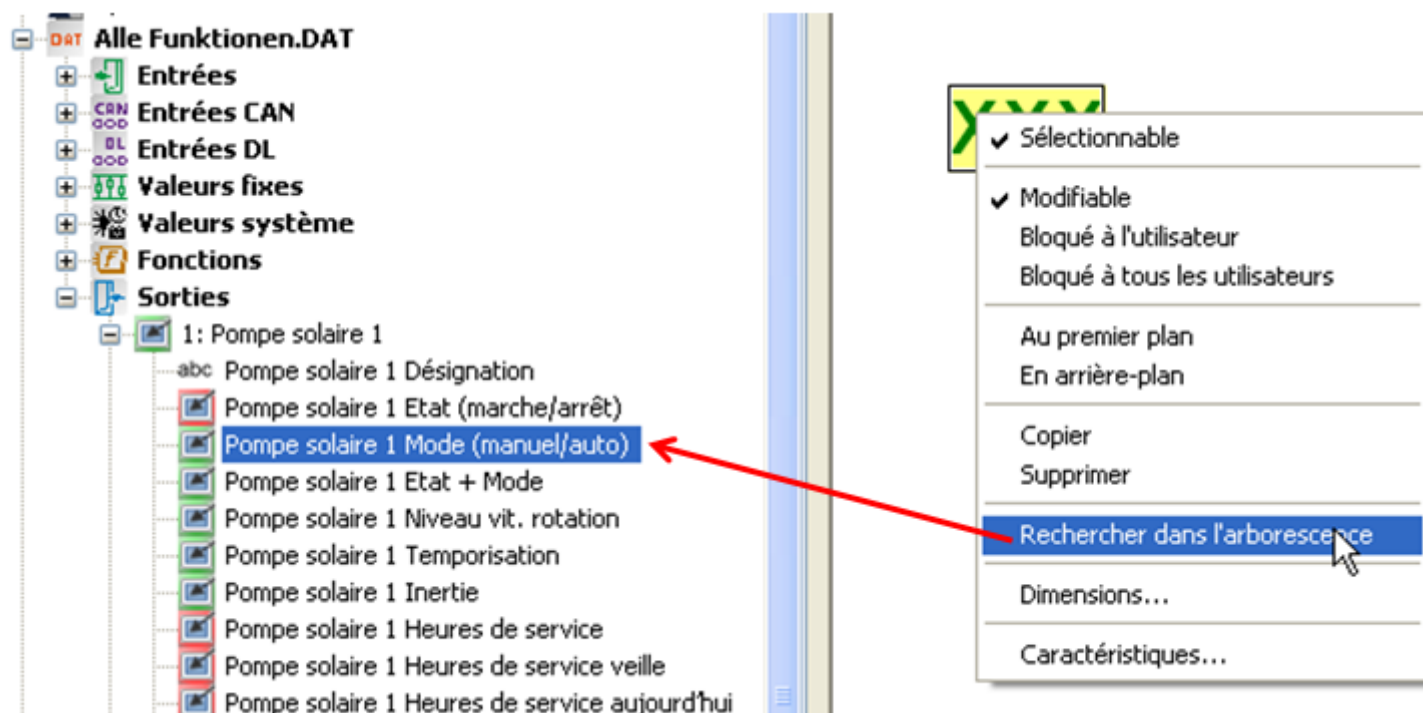 DAT Alle Funktionen.DAT
Entrées
CAN Entrées CAN
DL Entrées DL
Valeurs fixes
Valeurs système
F Fonctions
Sorties
1: Pompe solaire 1
abc Pompe solaire 1 Désignation
Pompe solaire 1 Etat (marche/arrêt)
Pompe solaire 1 Mode (manuel/auto)
Pompe solaire 1 Etat + Mode
Pompe solaire 1 Niveau vit. rotation
Pompe solaire 1 Temporisation
Pompe solaire 1 Inertie
Pompe solaire 1 Heures de service
Pompe solaire 1 Heures de service veille
Pompe solaire 1 Heures de service aujourd'hui
XXX
Sélectionnable
Modifiable
Bloqué à l'utilisateur
Bloqué à tous les utilisateurs
Au premier plan
En arrière-plan
Copier
Supprimer
Rechercher dans l'arborescence
Dimensions...
Caractéristiques...